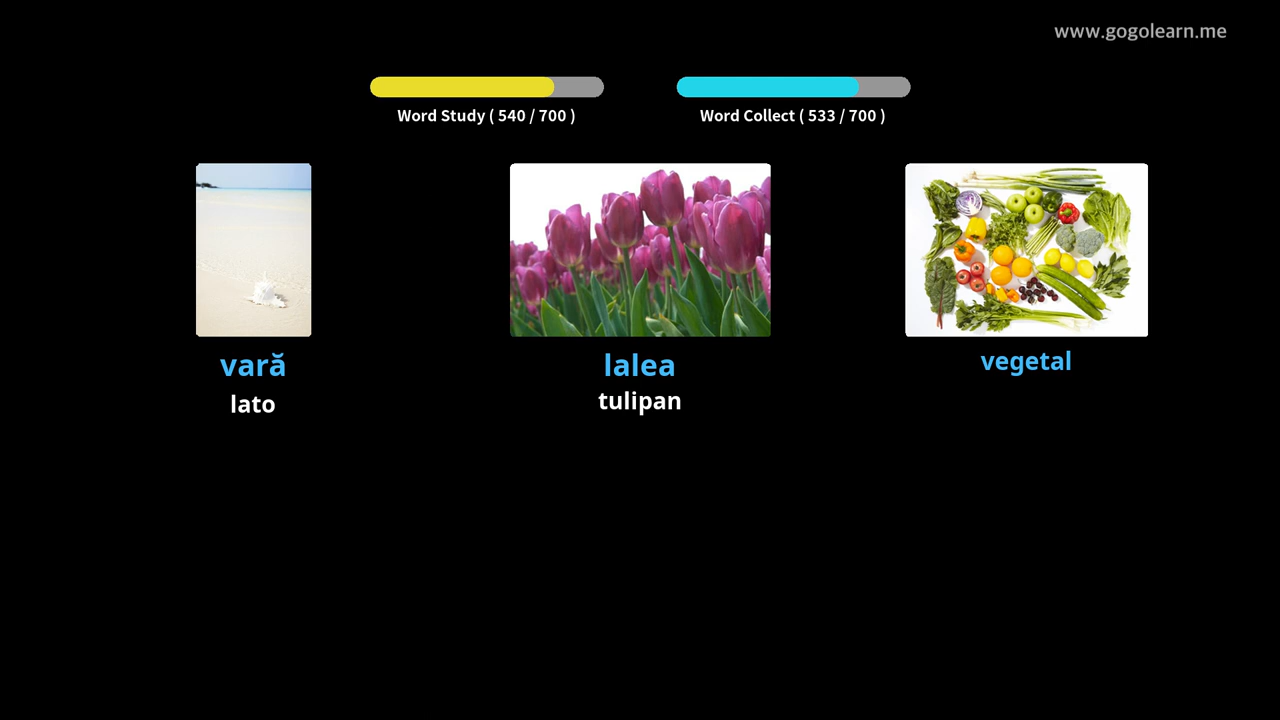 www.gogolearn.me
Word Study ( 540 / 700 )
Word Collect ( 533 / 700 )
vară
lato
lalea
tulipan
vegetal